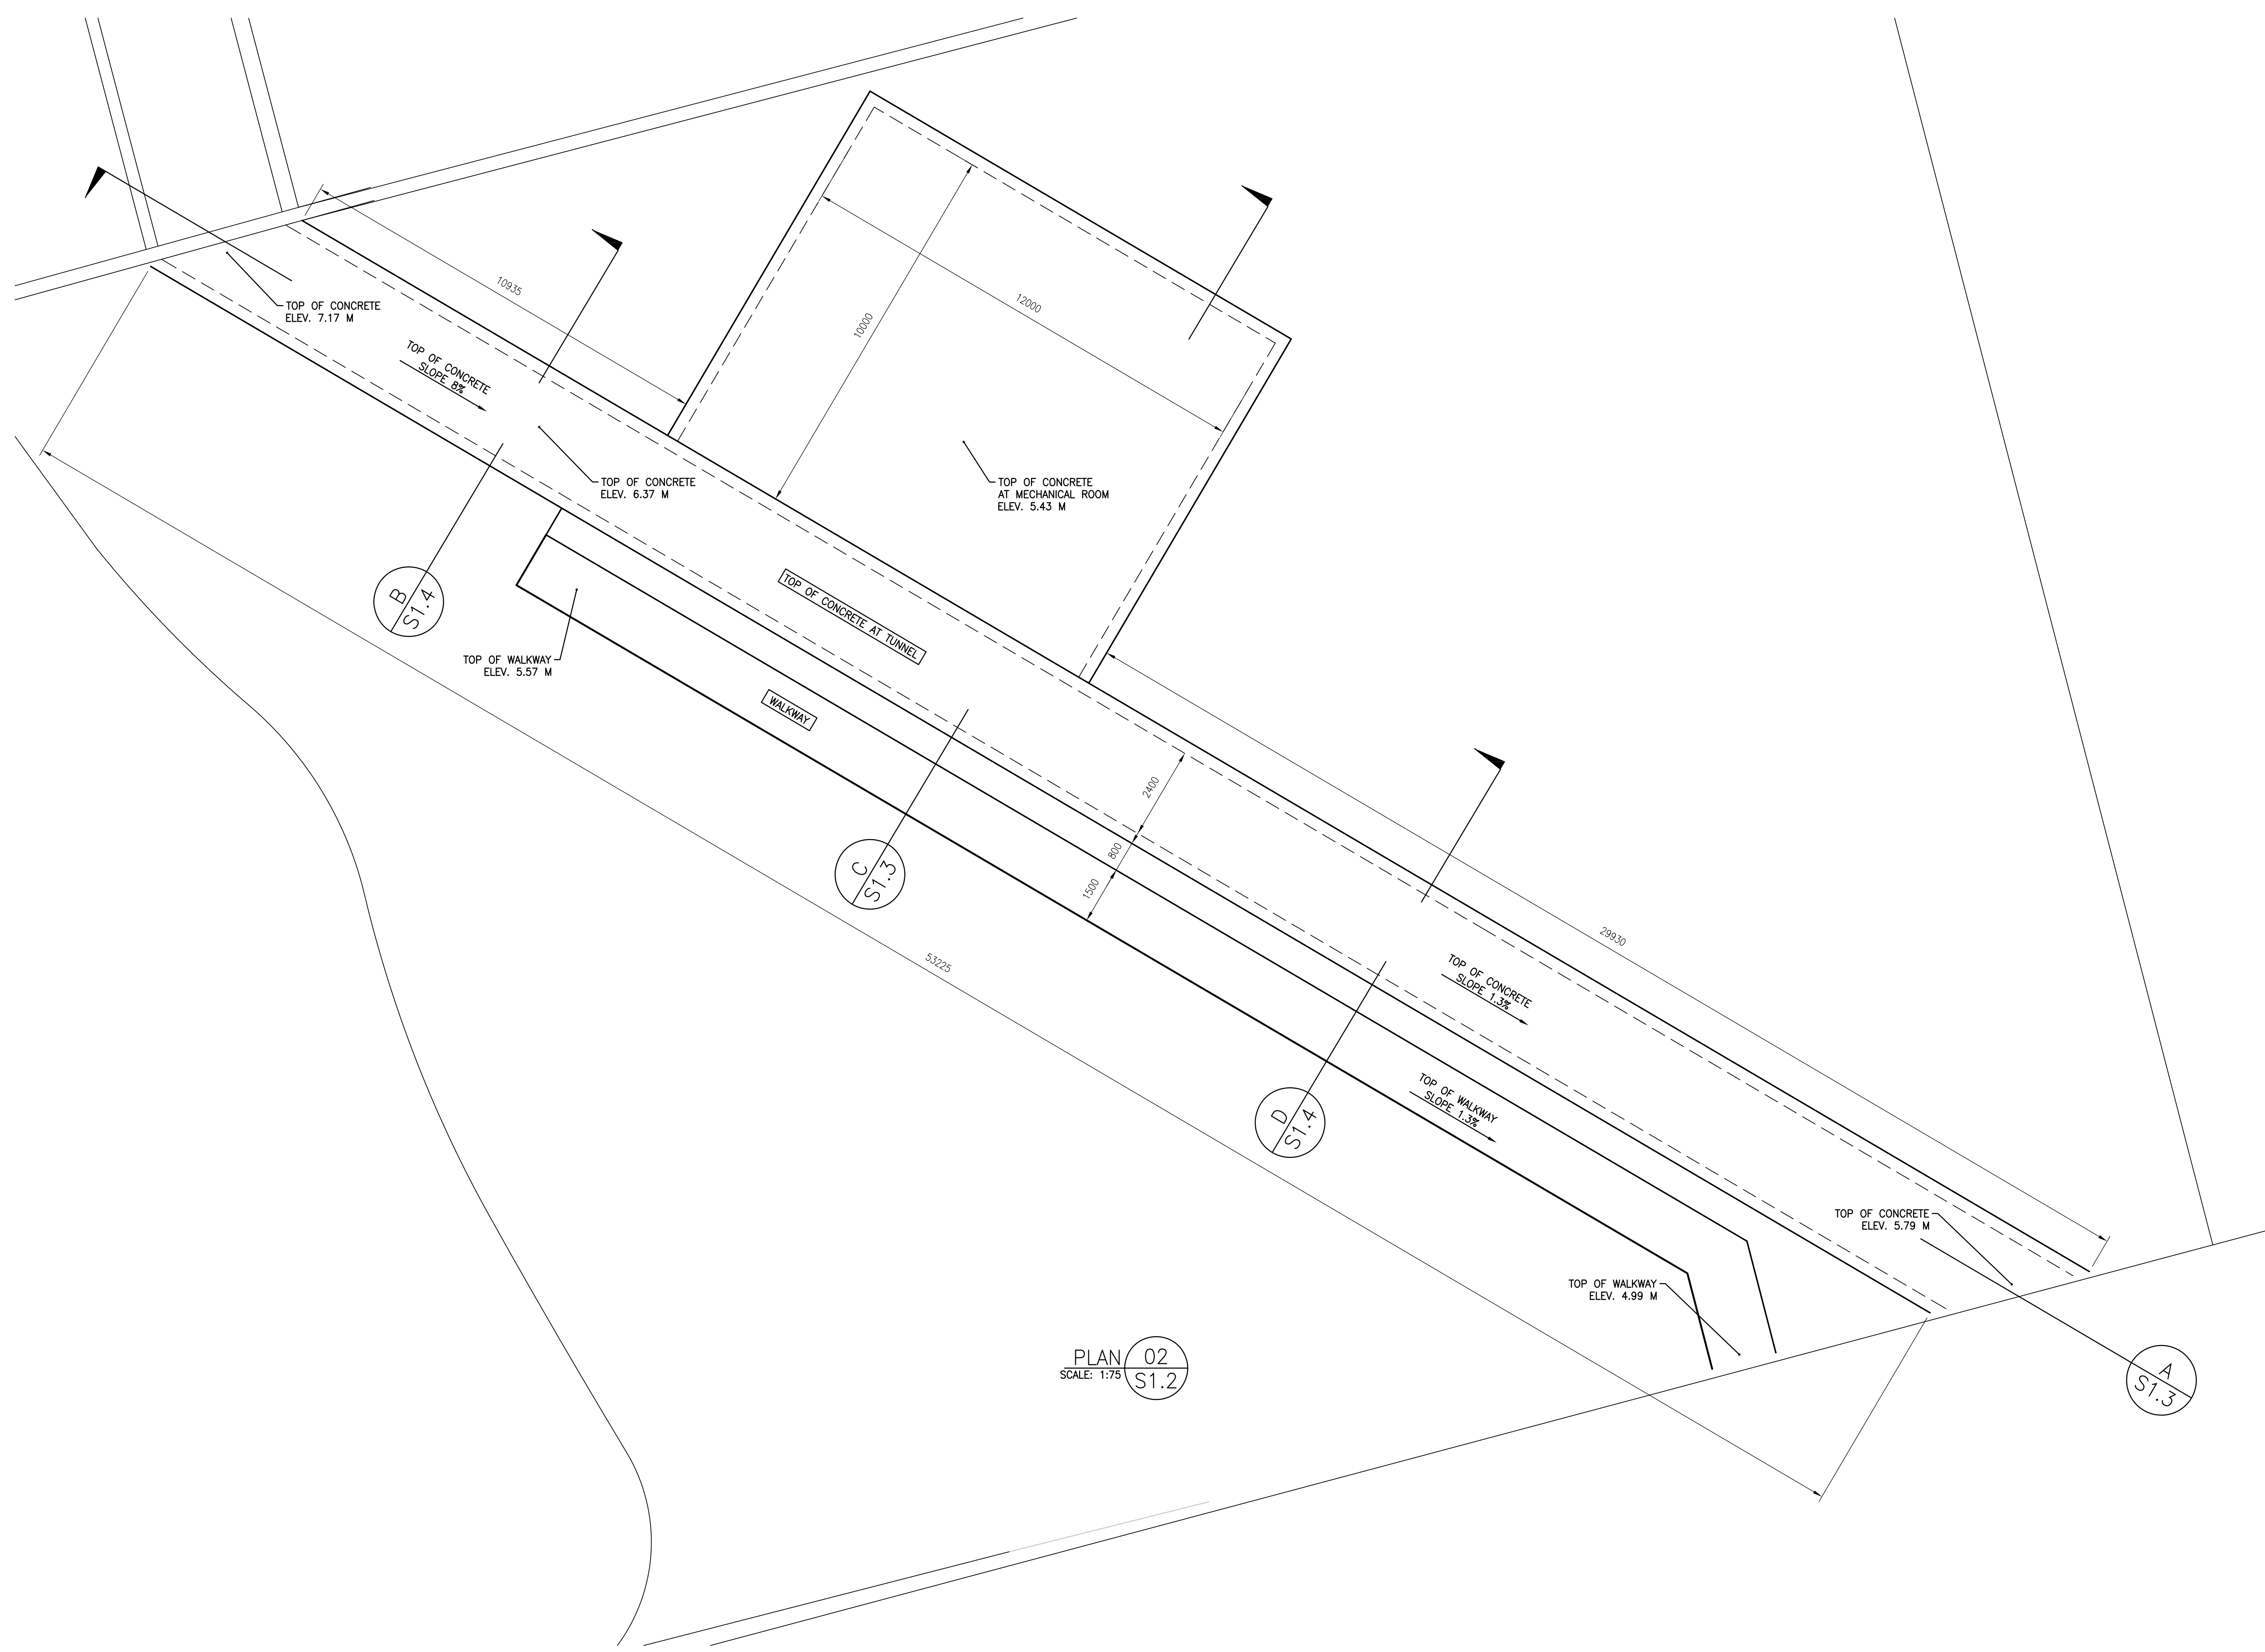 10935
12000
10000
TOP OF CONCRETE
ELEV. 7.17 M
TOP OF CONCRETE
SLOPE 8%
TOP OF CONCRETE
ELEV. 6.37 M
TOP OF CONCRETE
AT MECHANICAL ROOM
ELEV. 5.43 M
B
S1.4
TOP OF CONCRETE AT TUNNEL
TOP OF WALKWAY
ELEV. 5.57 M
WALKWAY
2400
800
1500
C
S1.3
29930
53225
TOP OF CONCRETE
SLOPE 1.3%
TOP OF WALKWAY
SLOPE 1.3%
D
S1.4
TOP OF CONCRETE
ELEV. 5.79 M
TOP OF WALKWAY
ELEV. 4.99 M
PLAN 02
SCALE: 1:75 S1.2
A
S1.3